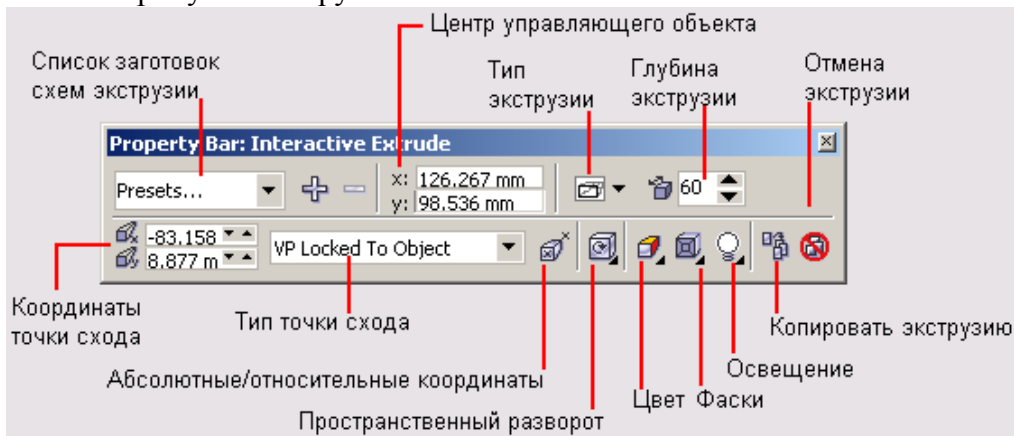 Центр управляющего объекта
Список заготовок
схем экструзии
Тип
экструзии
Глубина
экструзии
Отмена
экструзии
Property Bar: Interactive Extrude
Presets...
x: 126.267 mm
y: 98.536 mm
60
-83.158
8.877 m
VP Locked To Object
Координаты
точки схода
Тип точки схода
Копировать экструзию
Абсолютные/относительные координаты
Освещение
Цвет Фаски
Пространственный разворот